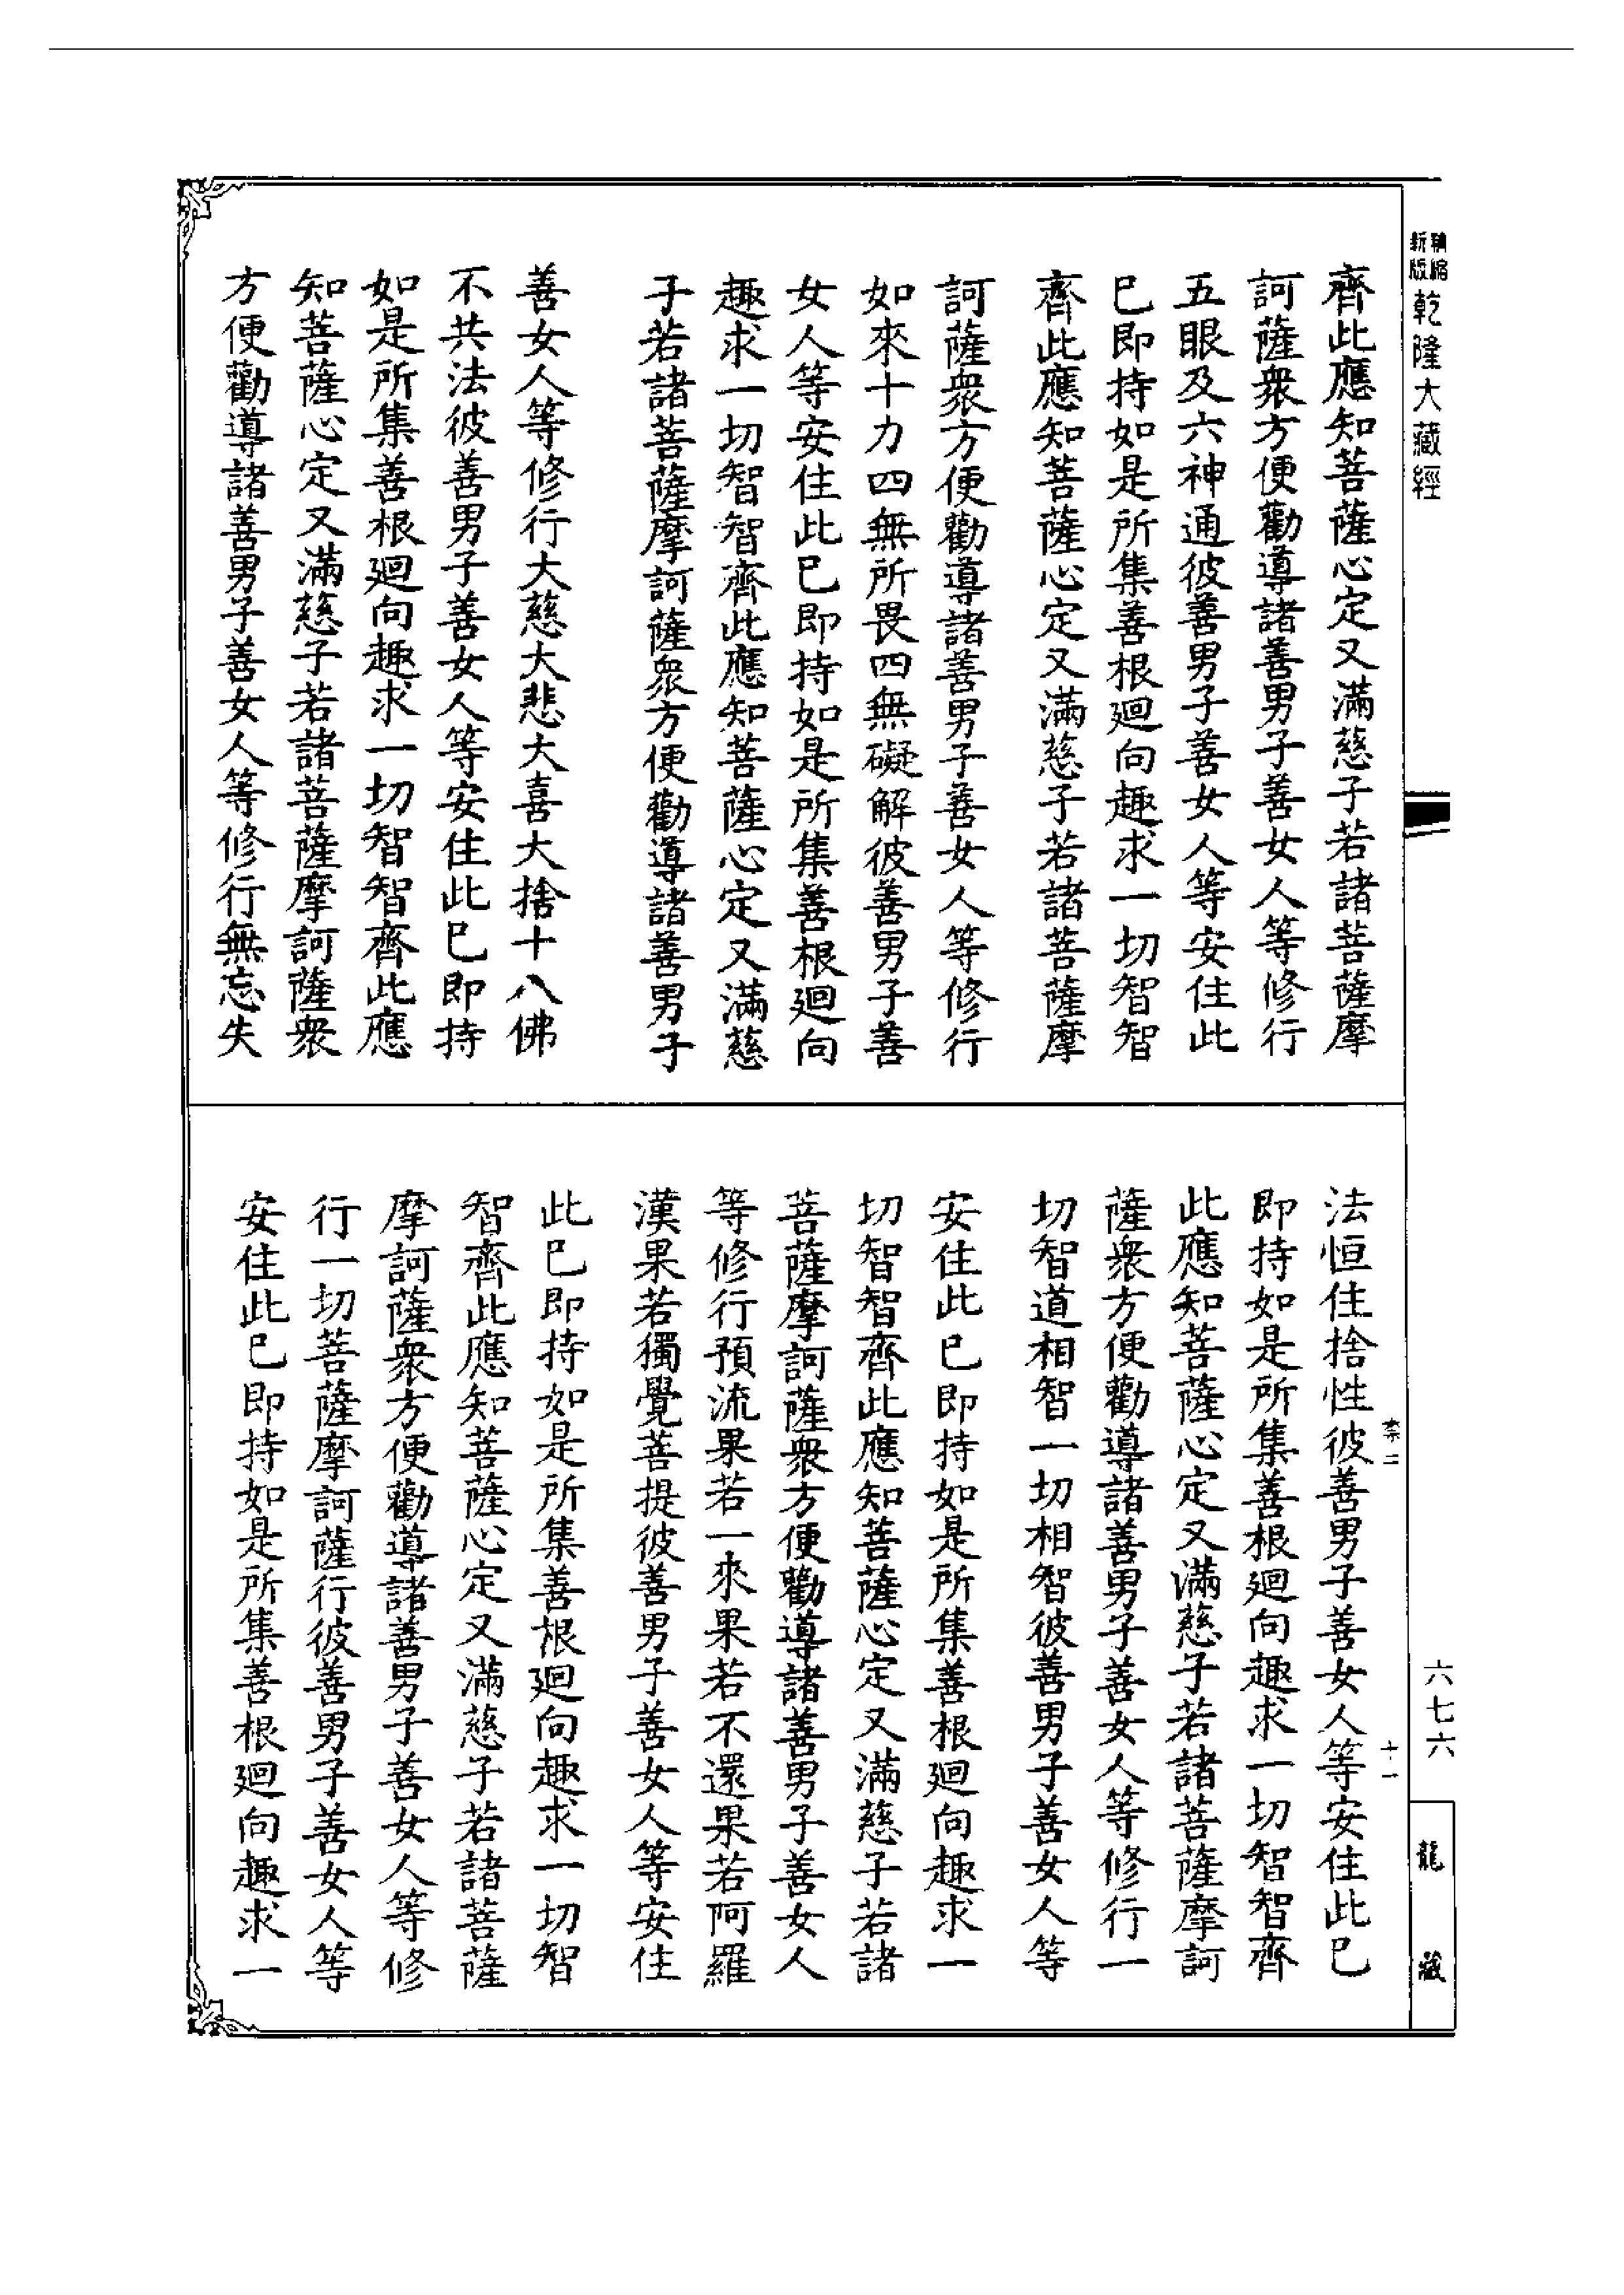 精縮
新版
乾隆大藏經
齊此應知菩薩心定又滿慈子若諸菩薩摩
訶薩衆方便勸導諸善男子善女人等修行
五眼及六神通彼善男子善女人等安住此
已即持如是所集善根迴向趣求一切智智
齊此應知菩薩心定又滿慈子若諸菩薩摩
訶薩衆方便勸導諸善男子善女人等修行
如來十力四無所畏四無礙解彼善男子善
女人等安住此已即持如是所集善根迴向
趣求一切智智齊此應知菩薩心定又滿慈
子若諸菩薩摩訶薩衆方便勸導諸善男子
善女人等修行大慈大悲大喜大捨十八佛
不共法彼善男子善女人等安住此已即持
如是所集善根迴向趣求一切智智齊此應
知菩薩心定又滿慈子若諸菩薩摩訶薩衆
方便勸導諸善男子善女人等修行無忘失
法恒住捨性彼善男子善女人等安住此已
即持如是所集善根迴向趣求一切智智齊
此應知菩薩心定又滿慈子若諸菩薩摩訶
薩衆方便勸導諸善男子善女人等修行一
切智道相智一切相智彼善男子善女人等
安住此已即持如是所集善根迴向趣求一
切智智齊此應知菩薩心定又滿慈子若諸
菩薩摩訶薩衆方便勸導諸善男子善女人
等修行預流果若一來果若不還果若阿羅
漢果若獨覺菩提彼善男子善女人等安住
此已即持如是所集善根迴向趣求一切智
智齊此應知菩薩心定又滿慈子若諸菩薩
摩訶薩衆方便勸導諸善男子善女人等修
行一切菩薩摩訶薩行彼善男子善女人等
安住此已即持如是所集善根迴向趣求一
柰三
十一
六七六
龍藏